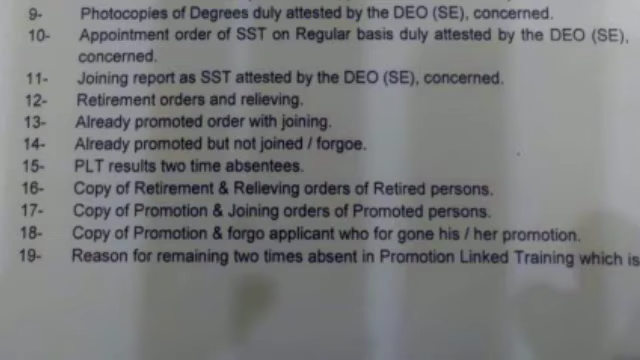 9- Photocopies of Degrees duly attested by the DEO (SE), concerned.
10- Appointment order of SST on Regular basis duly attested by the DEO (SE),
concerned.
11- Joining report as SST attested by the DEO (SE), concerned.
12- Retirement orders and relieving.
13- Already promoted order with joining.
14- Already promoted but not joined / forgoe.
15- PLT results two time absentees.
16- Copy of Retirement & Relieving orders of Retired persons.
17- Copy of Promotion & Joining orders of Promoted persons.
18- Copy of Promotion & forgo applicant who for gone his / her promotion.
19- Reason for remaining two times absent in Promotion Linked Training which is